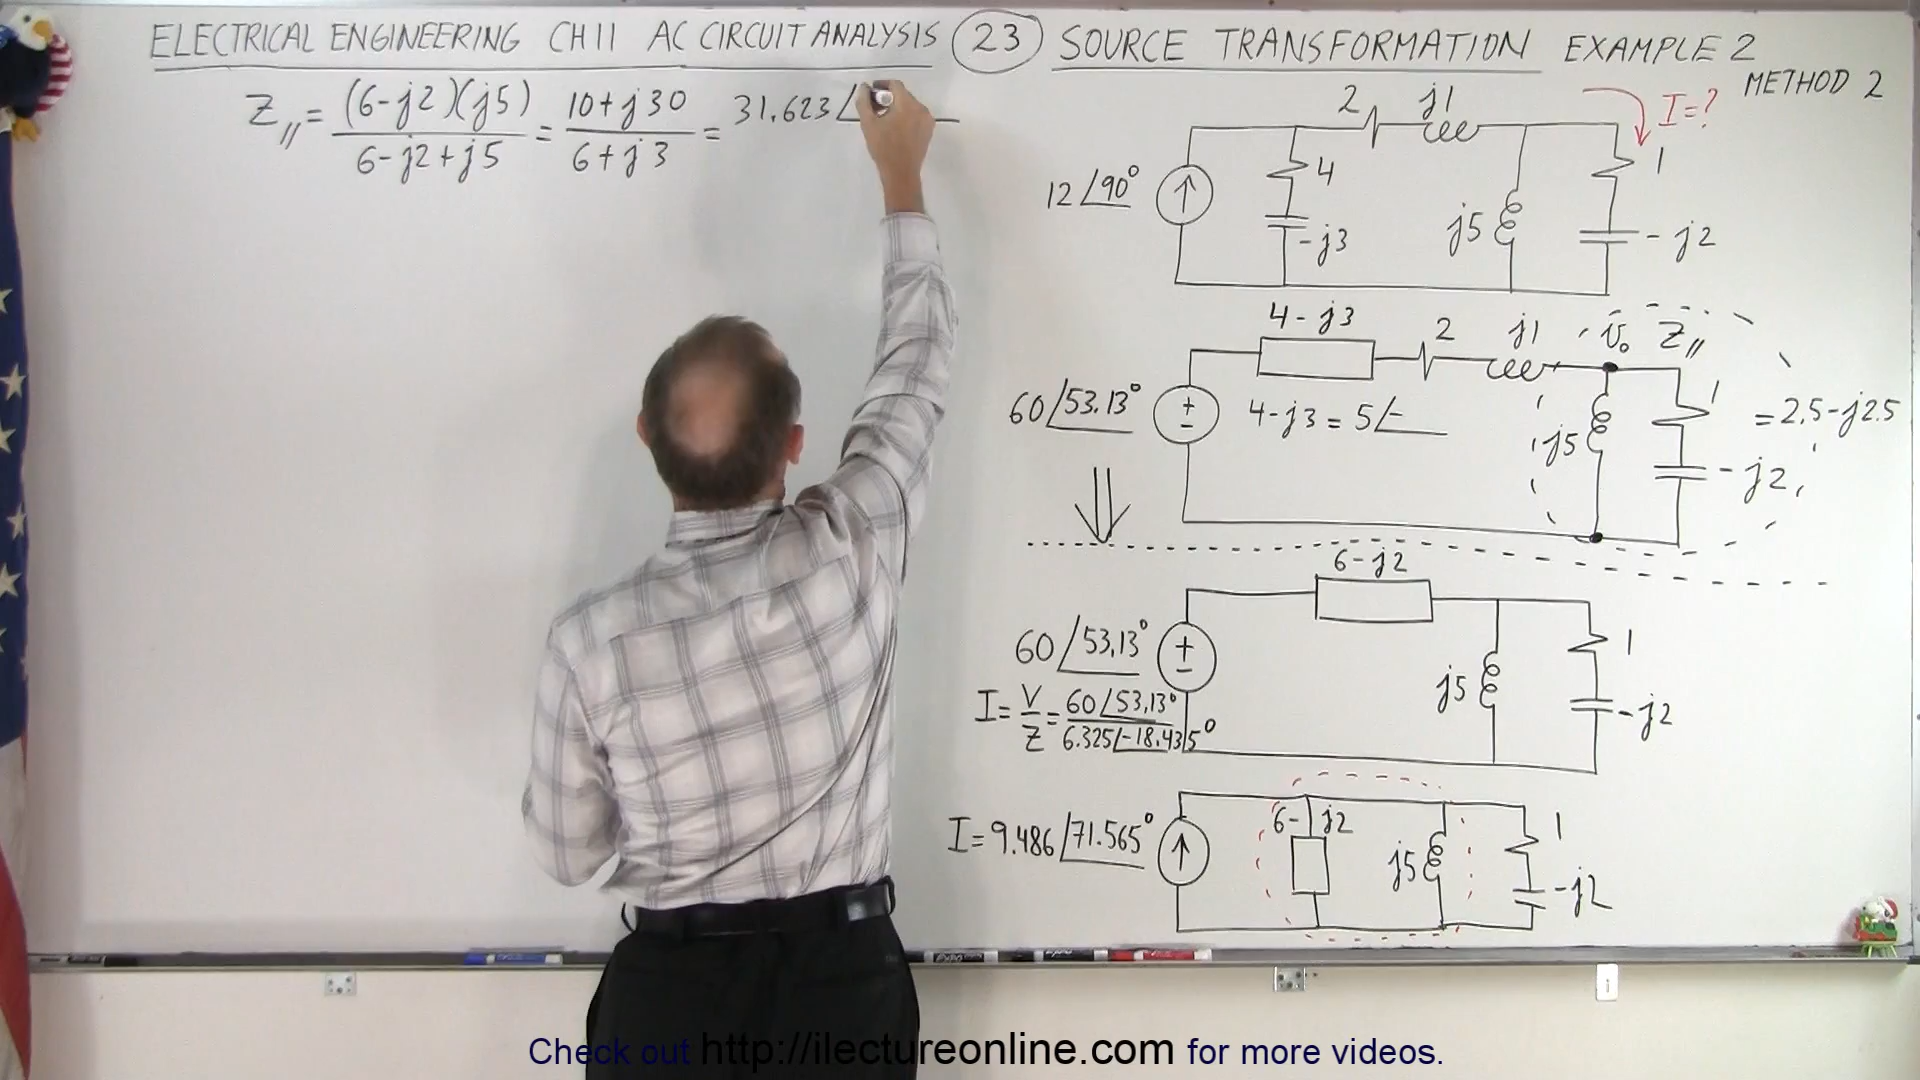 ELECTRICAL ENGINEERING CH 11 AC CIRCUIT ANALYSIS 23 SOURCE TRANSFORMATION EXAMPLE 2
METHOD 2
Z// = (6-j2)(j5) / 6-j2+j5 = 10+j30 / 6+j3 = 31.623∠
2 j1 I=?
12∠90° 4 -j3 j5 1 -j2
4-j3 2 j1 v₀ Z//
60∠53.13° + - 4-j3 = 5∠- j5 1 -j2 = 2.5-j2.5
6-j2
60∠53.13° + - j5 1 -j2
I = V/Z = 60∠53.13° / 6.325∠-18.435°
I = 9.486∠71.565° 6-j2 j5 1 -j2
EXPO EXPO
Check out http://ilectureonline.com for more videos.